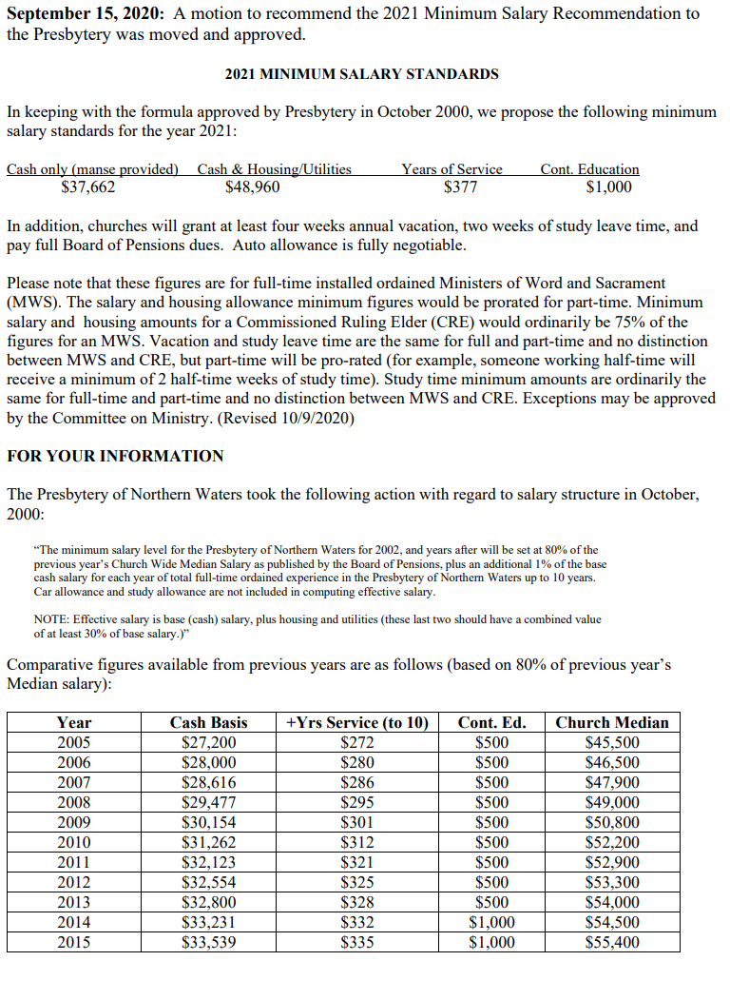 September 15, 2020: A motion to recommend the 2021 Minimum Salary Recommendation to
the Presbytery was moved and approved.
2021 MINIMUM SALARY STANDARDS
In keeping with the formula approved by Presbytery in October 2000, we propose the following minimum
salary standards for the year 2021:
Cash only (manse provided) Cash & Housing/Utilities Years of Service Cont. Education
$37,662 $48,960 $377 $1,000
In addition, churches will grant at least four weeks annual vacation, two weeks of study leave time, and
pay full Board of Pensions dues. Auto allowance is fully negotiable.
Please note that these figures are for full-time installed ordained Ministers of Word and Sacrament
(MWS). The salary and housing allowance minimum figures would be prorated for part-time. Minimum
salary and housing amounts for a Commissioned Ruling Elder (CRE) would ordinarily be 75% of the
figures for an MWS. Vacation and study leave time are the same for full and part-time and no distinction
between MWS and CRE, but part-time will be pro-rated (for example, someone working half-time will
receive a minimum of 2 half-time weeks of study time). Study time minimum amounts are ordinarily the
same for full-time and part-time and no distinction between MWS and CRE. Exceptions may be approved
by the Committee on Ministry. (Revised 10/9/2020)
FOR YOUR INFORMATION
The Presbytery of Northern Waters took the following action with regard to salary structure in October,
2000:
“The minimum salary level for the Presbytery of Northern Waters for 2002, and years after will be set at 80% of the
previous year’s Church Wide Median Salary as published by the Board of Pensions, plus an additional 1% of the base
cash salary for each year of total full-time ordained experience in the Presbytery of Northern Waters up to 10 years.
Car allowance and study allowance are not included in computing effective salary.
NOTE: Effective salary is base (cash) salary, plus housing and utilities (these last two should have a combined value
of at least 30% of base salary.)”
Comparative figures available from previous years are as follows (based on 80% of previous year’s
Median salary):
Year Cash Basis +Yrs Service (to 10) Cont. Ed. Church Median
2005 $27,200 $272 $500 $45,500
2006 $28,000 $280 $500 $46,500
2007 $28,616 $286 $500 $47,900
2008 $29,477 $295 $500 $49,000
2009 $30,154 $301 $500 $50,800
2010 $31,262 $312 $500 $52,200
2011 $32,123 $321 $500 $52,900
2012 $32,554 $325 $500 $53,300
2013 $32,800 $328 $500 $54,000
2014 $33,231 $332 $1,000 $54,500
2015 $33,539 $335 $1,000 $55,400